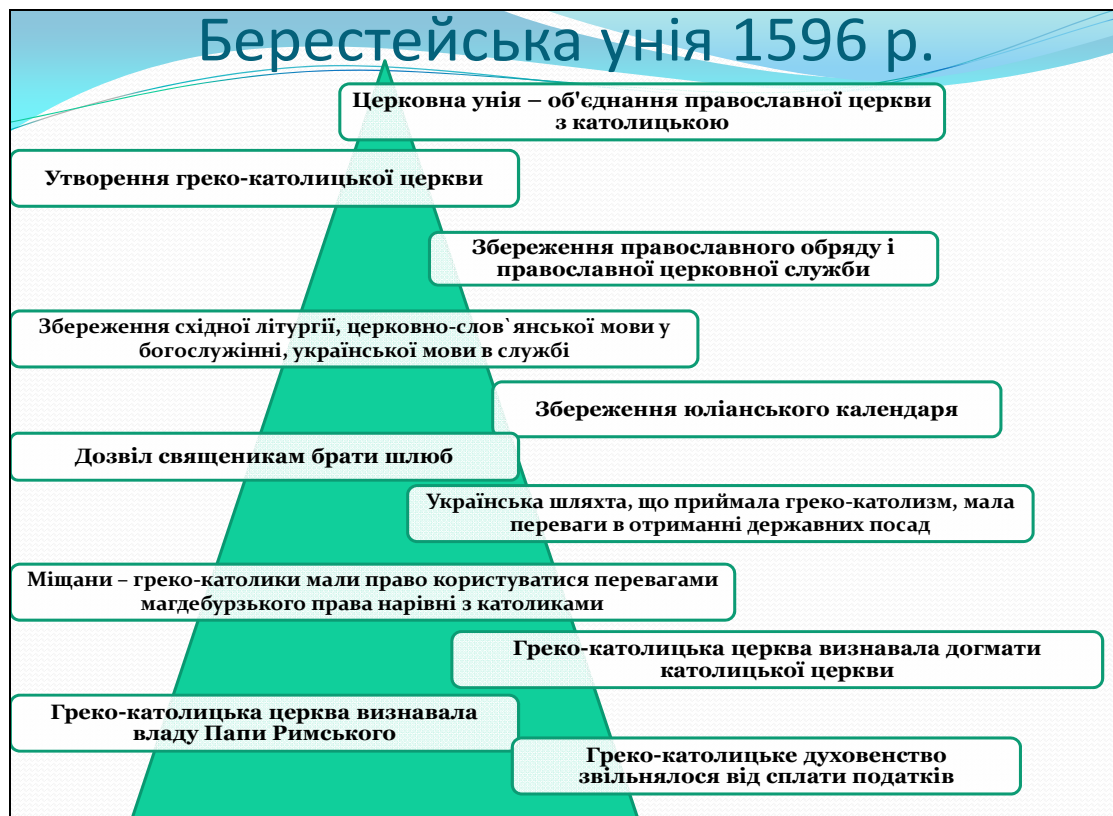 Берестейська унія 1596 р.
Церковна унія – об'єднання православної церкви
з католицькою
Утворення греко-католицької церкви
Збереження православного обряду і
православної церковної служби
Збереження східної літургії, церковно-слов`янської мови у
богослужінні, української мови в службі
Збереження юліанського календаря
Дозвіл священикам брати шлюб
Українська шляхта, що приймала греко-католизм, мала
переваги в отриманні державних посад
Міщани – греко-католики мали право користуватися перевагами
магдебурзького права нарівні з католиками
Греко-католицька церква визнавала догмати
католицької церкви
Греко-католицька церква визнавала
владу Папи Римського
Греко-католицьке духовенство
звільнялося від сплати податків